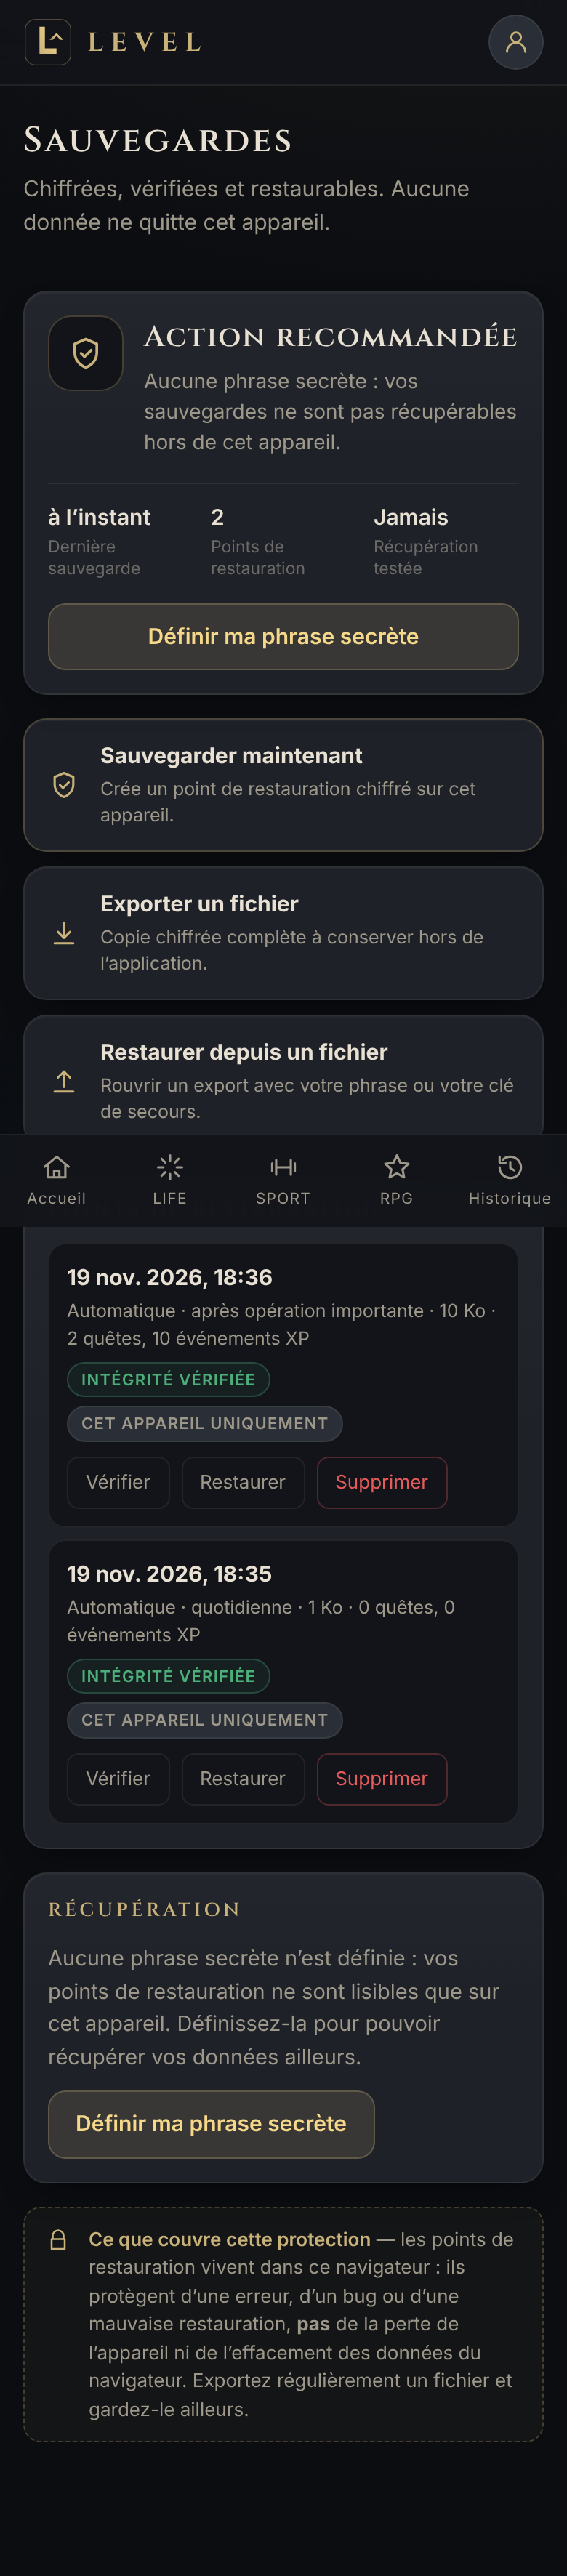 LEVEL
Sauvegardes
Chiffrées, vérifiées et restaurables. Aucune
donnée ne quitte cet appareil.
Action recommandée
Aucune phrase secrète : vos
sauvegardes ne sont pas récupérables
hors de cet appareil.
à l’instant
Dernière
sauvegarde
2
Points de
restauration
Jamais
Récupération
testée
Définir ma phrase secrète
Sauvegarder maintenant
Crée un point de restauration chiffré sur cet
appareil.
Exporter un fichier
Copie chiffrée complète à conserver hors de
l’application.
Restaurer depuis un fichier
Rouvrir un export avec votre phrase ou votre clé
de secours.
Accueil
LIFE
SPORT
RPG
Historique
19 nov. 2026, 18:36
Automatique · après opération importante · 10 Ko ·
2 quêtes, 10 événements XP
INTÉGRITÉ VÉRIFIÉE
CET APPAREIL UNIQUEMENT
Vérifier
Restaurer
Supprimer
19 nov. 2026, 18:35
Automatique · quotidienne · 1 Ko · 0 quêtes, 0
événements XP
INTÉGRITÉ VÉRIFIÉE
CET APPAREIL UNIQUEMENT
Vérifier
Restaurer
Supprimer
RÉCUPÉRATION
Aucune phrase secrète n’est définie : vos
points de restauration ne sont lisibles que sur
cet appareil. Définissez-la pour pouvoir
récupérer vos données ailleurs.
Définir ma phrase secrète
Ce que couvre cette protection — les points de
restauration vivent dans ce navigateur : ils
protègent d’une erreur, d’un bug ou d’une
mauvaise restauration, pas de la perte de
l’appareil ni de l’effacement des données du
navigateur. Exportez régulièrement un fichier et
gardez-le ailleurs.